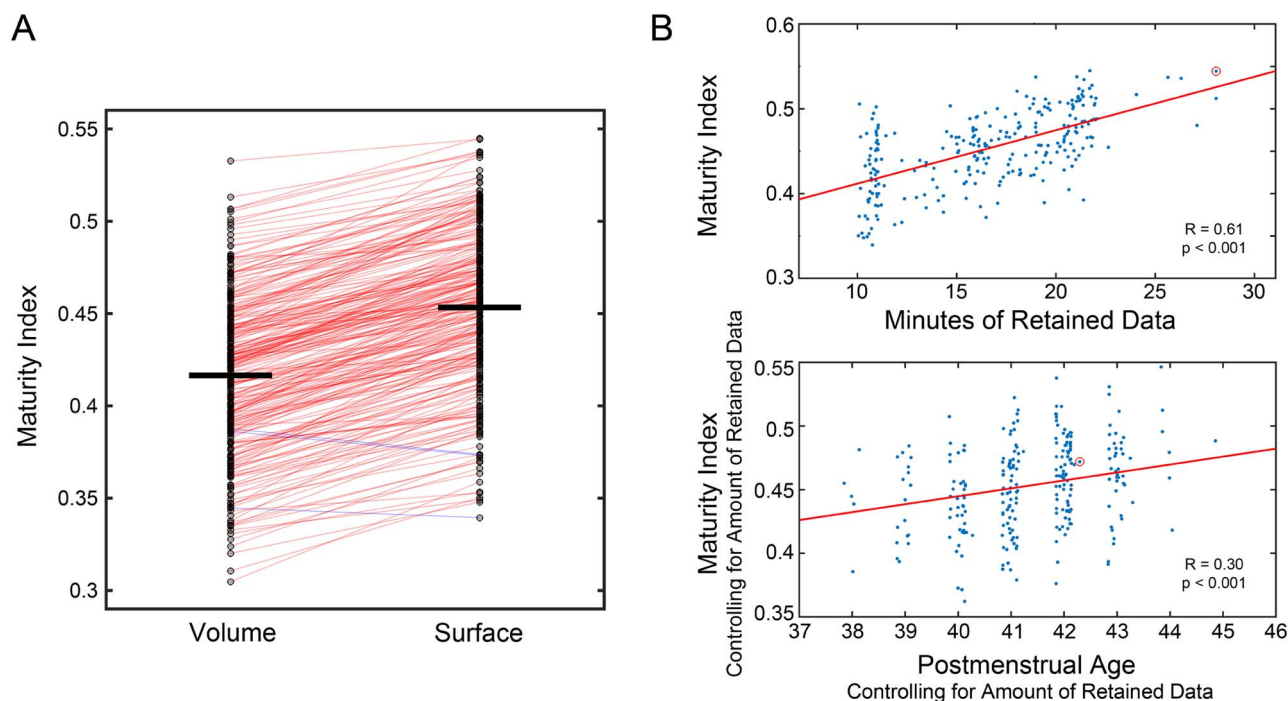 A
Maturity Index
0.55
0.5
0.45
0.4
0.35
0.3
Volume Surface
B
Maturity Index
0.6
0.5
0.4
0.3
R = 0.61
p < 0.001
10 15 20 25 30
Minutes of Retained Data
Maturity Index
Controlling for Amount of Retained Data
0.55
0.5
0.45
0.4
0.35
R = 0.30
p < 0.001
37 38 39 40 41 42 43 44 45 46
Postmenstrual Age
Controlling for Amount of Retained Data